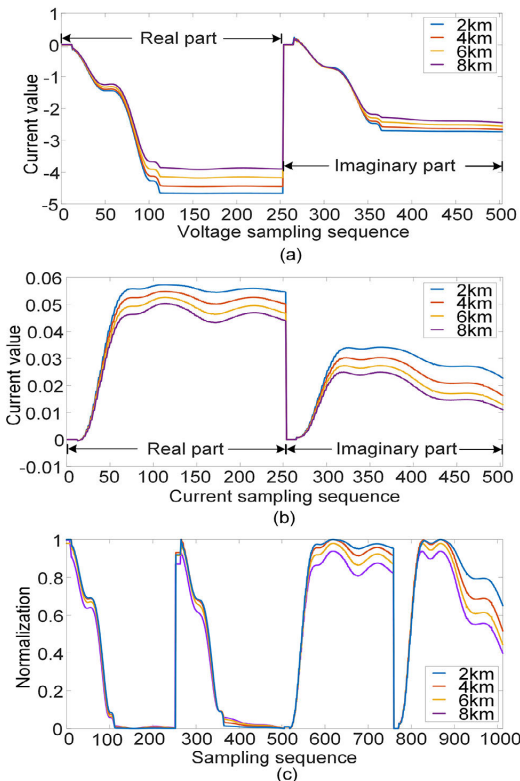 1
0
-1
-2
-3
-4
-5
Current value
Real part
Imaginary part
2km
4km
6km
8km
0 50 100 150 200 250 300 350 400 450 500
Voltage sampling sequence
(a)
0.06
0.05
0.04
0.03
0.02
0.01
0
-0.01
Current value
2km
4km
6km
8km
Real part
Imaginary part
0 50 100 150 200 250 300 350 400 450 500
Current sampling sequence
(b)
1
0.8
0.6
0.4
0.2
0
Normalization
2km
4km
6km
8km
0 100 200 300 400 500 600 700 800 900 1000
Sampling sequence
(c)